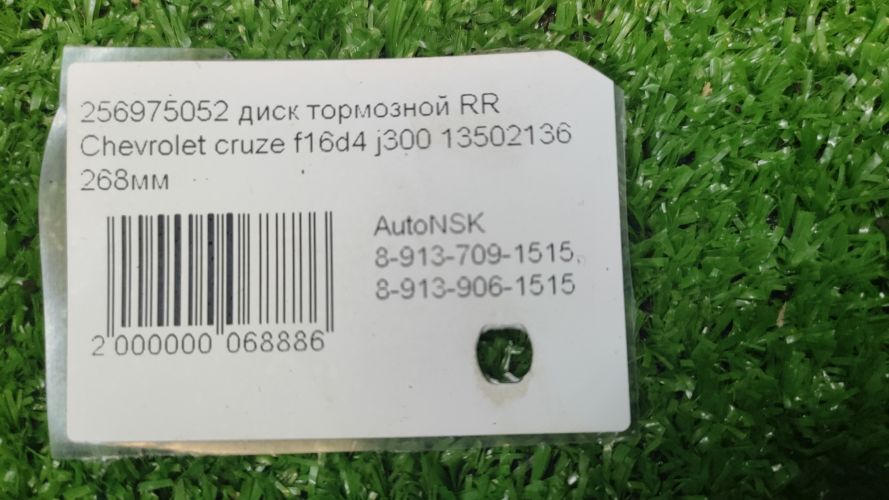 256975052 диск тормозной RR
Chevrolet cruze f16d4 j300 13502136
268мм
AutoNSK
8-913-709-1515,
8-913-906-1515
2 000000 068886